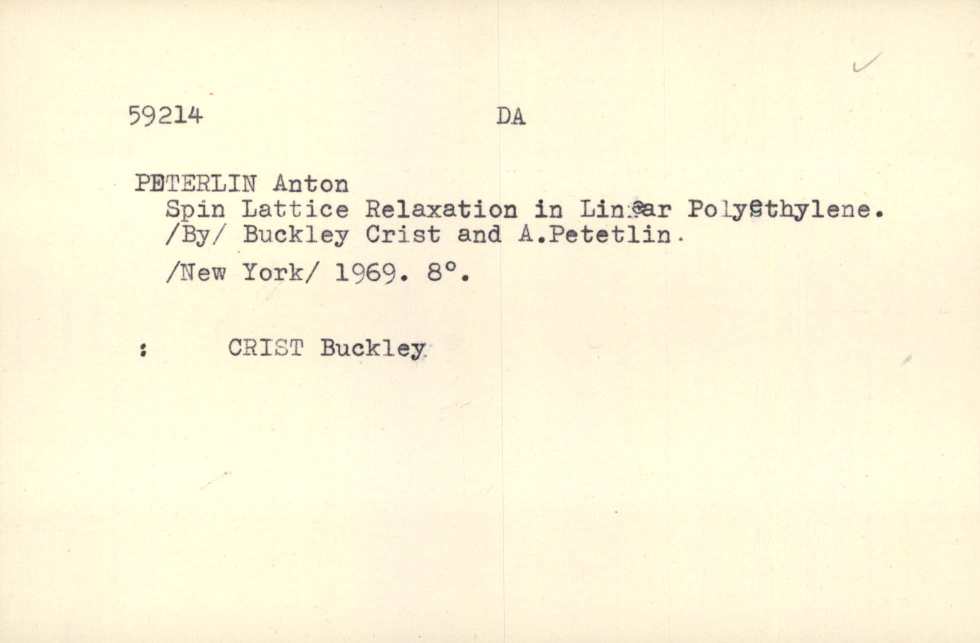 59214 DA
PETERLIN Anton
Spin Lattice Relaxation in Linear Polyethylene.
/By/ Buckley Crist and A.Petetlin.
/New York/ 1969. 8°.
: CRIST Buckley